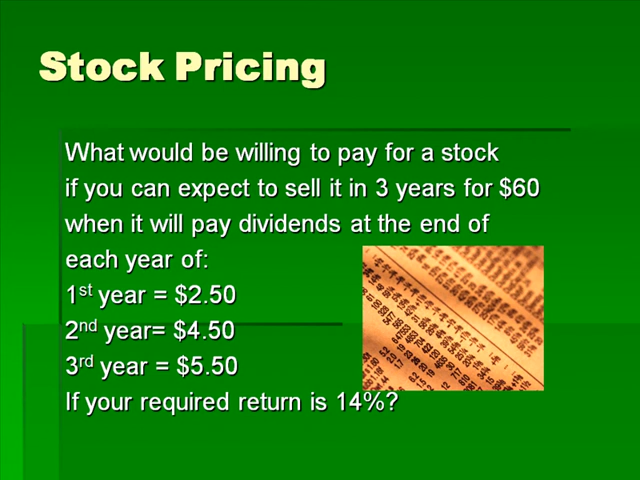 Stock Pricing
What would be willing to pay for a stock
if you can expect to sell it in 3 years for $60
when it will pay dividends at the end of
each year of:
1st year = $2.50
2nd year= $4.50
3rd year = $5.50
If your required return is 14%?